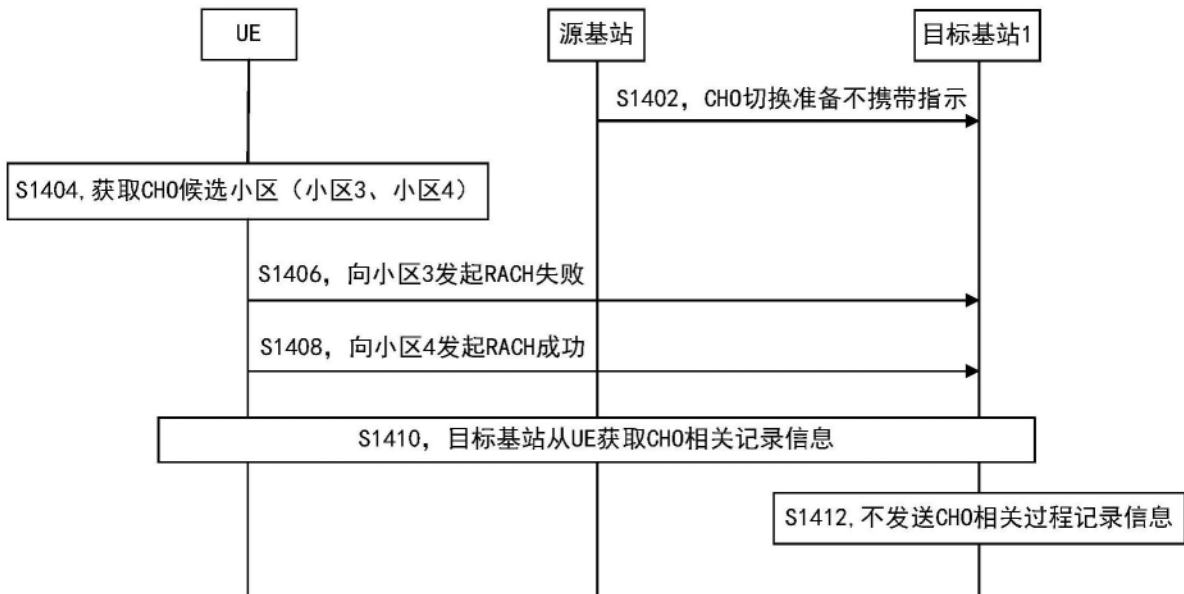 UE
源基站
目标基站1
S1402，CHO切换准备不携带指示
S1404,获取CHO候选小区（小区3、小区4）
S1406，向小区3发起RACH失败
S1408，向小区4发起RACH成功
S1410，目标基站从UE获取CHO相关记录信息
S1412,不发送CHO相关过程记录信息